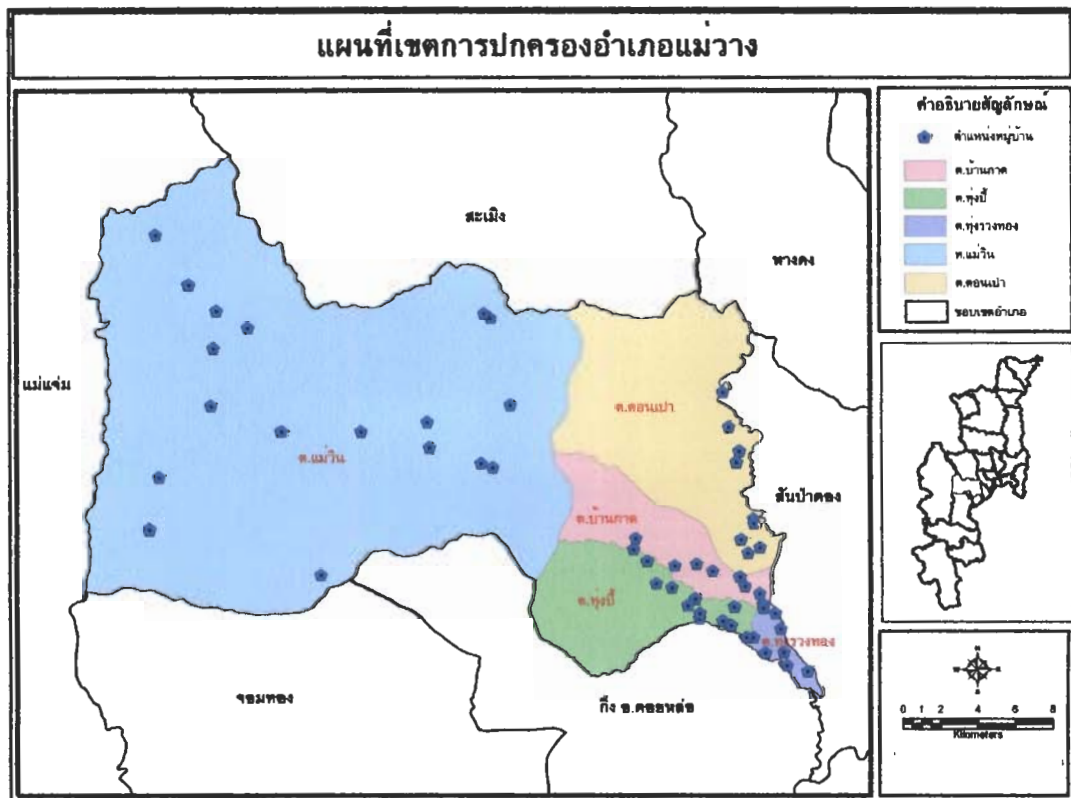 แผนที่เขตการปกครองอำเภอแม่วาง
คำอธิบายสัญลักษณ์
ตำแหน่งหมู่บ้าน
ต.บ้านกาด
ต.ทุ่งปี้
ต.ทุ่งรวงทอง
ต.แม่วิน
ต.ดอนเปา
ขอบเขตอำเภอ
สะเมิง
หางดง
แม่แจ่ม
ต.ดอนเปา
ต.แม่วิน
สันป่าตอง
ต.บ้านกาด
ต.ทุ่งปี้
ต.ทุ่งรวงทอง
จอมทอง
กิ่ง อ.ดอยหล่อ
N
W E
S
0 1 2 4 6 8
Kilometers